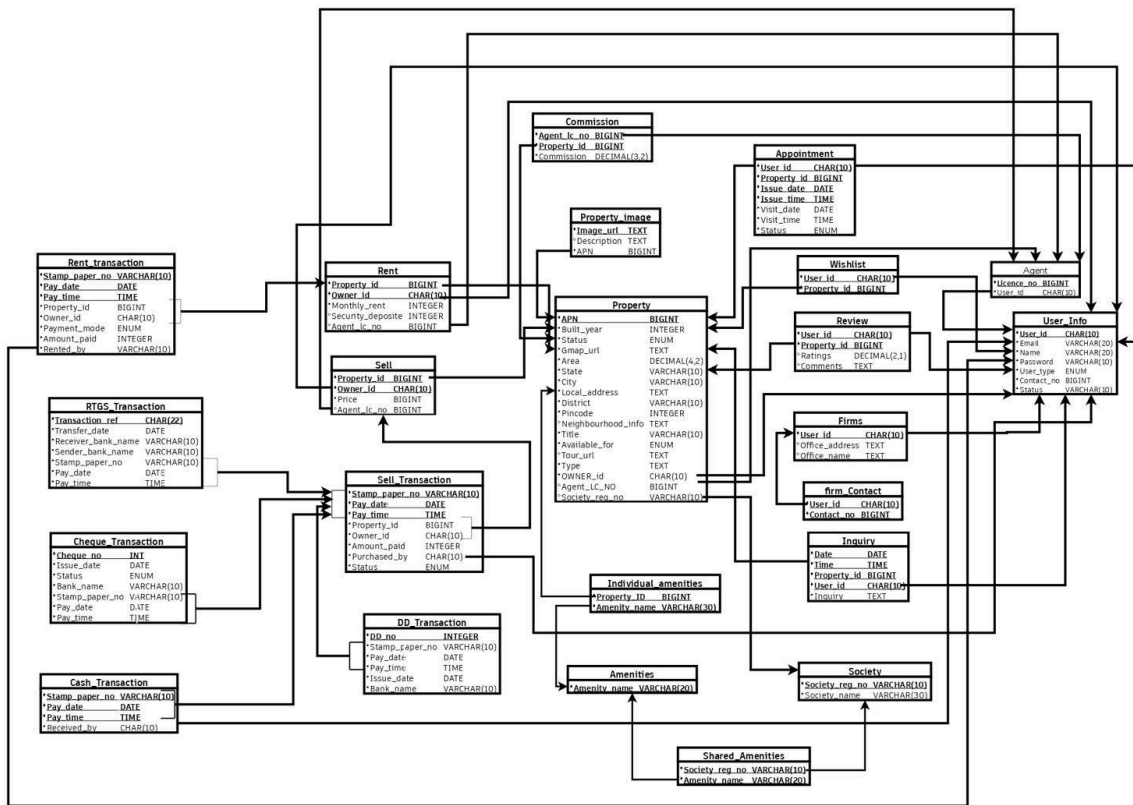 Commission
*Agent_lc_no BIGINT
*Property_id BIGINT
*Commission DECIMAL(3,2)
Appointment
*User_id CHAR(10)
*Property_id BIGINT
*Issue_date DATE
*Issue_time TIME
*Visit_date DATE
*Visit_time TIME
*Status ENUM
Property_image
*Image_url TEXT
*Description TEXT
*APN BIGINT
Rent_transaction
*Stamp_paper_no VARCHAR(10)
*Pay_date DATE
*Pay_time TIME
*Property_id BIGINT
*Owner_id CHAR(10)
*Payment_mode ENUM
*Amount_paid INTEGER
*Rented_by VARCHAR(10)
Rent
*Property_id BIGINT
*Owner_id CHAR(10)
*Monthly_rent INTEGER
*Security_deposite INTEGER
*Agent_lc_no BIGINT
Wishlist
*User_id CHAR(10)
*Property_id BIGINT
Agent
*Licence_no BIGINT
*User_id CHAR(10)
Property
*APN BIGINT
*Built_year INTEGER
*Status ENUM
*Gmap_url TEXT
*Area DECIMAL(4,2)
*State VARCHAR(10)
*City VARCHAR(10)
*Local_address TEXT
*District VARCHAR(10)
*Pincode INTEGER
*Neighbourhood_info TEXT
*Title VARCHAR(10)
*Available_for ENUM
*Tour_url TEXT
*Type TEXT
*OWNER_id CHAR(10)
*Agent_LC_NO BIGINT
*Society_reg_no VARCHAR(10)
Review
*User_id CHAR(10)
*Property_id BIGINT
*Ratings DECIMAL(2,1)
*Comments TEXT
User_Info
*User_id CHAR(10)
*Email VARCHAR(20)
*Name VARCHAR(20)
*Password VARCHAR(10)
*User_type ENUM
*Contact_no BIGINT
*Status VARCHAR(10)
Sell
*Property_id BIGINT
*Owner_id CHAR(10)
*Price BIGINT
*Agent_lc_no BIGINT
RTGS_Transaction
*Transaction_ref CHAR(22)
*Transfer_date DATE
*Receiver_bank_name VARCHAR(10)
*Sender_bank_name VARCHAR(10)
*Stamp_paper_no VARCHAR(10)
*Pay_date DATE
*Pay_time TIME
Firms
*User_id CHAR(10)
*Office_address TEXT
*Office_name TEXT
Sell_Transaction
*Stamp_paper_no VARCHAR(10)
*Pay_date DATE
*Pay_time TIME
*Property_id BIGINT
*Owner_id CHAR(10)
*Amount_paid INTEGER
*Purchased_by CHAR(10)
*Status ENUM
firm_Contact
*User_id CHAR(10)
*Contact_no BIGINT
Cheque_Transaction
*Cheque_no INT
*Issue_date DATE
*Status ENUM
*Bank_name VARCHAR(10)
*Stamp_paper_no VARCHAR(10)
*Pay_date DATE
*Pay_time TIME
Inquiry
*Date DATE
*Time TIME
*Property_id BIGINT
*User_id CHAR(10)
*Inquiry TEXT
Individual_amenities
*Property_ID BIGINT
*Amenity_name VARCHAR(30)
DD_Transaction
*DD_no INTEGER
*Stamp_paper_no VARCHAR(10)
*Pay_date DATE
*Pay_time TIME
*Issue_date DATE
*Bank_name VARCHAR(10)
Amenities
*Amenity_name VARCHAR(20)
Society
*Society_reg_no VARCHAR(10)
*Society_name VARCHAR(30)
Cash_Transaction
*Stamp_paper_no VARCHAR(10)
*Pay_date DATE
*Pay_time TIME
*Received_by CHAR(10)
Shared_Amenities
*Society_reg_no VARCHAR(10)
*Amenity_name VARCHAR(20)